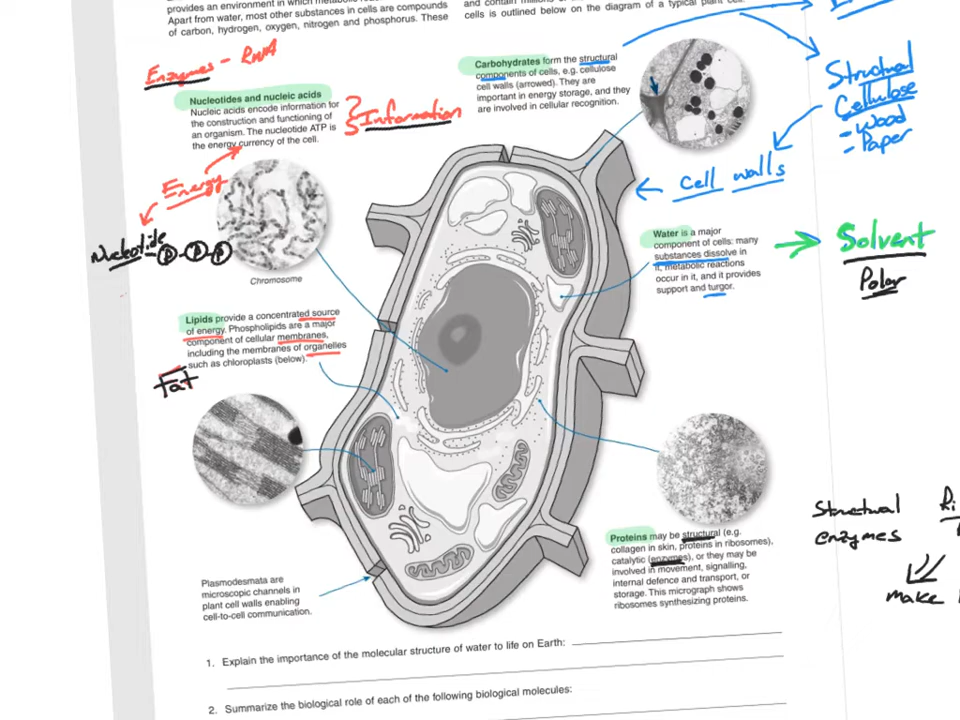 provides an environment in which metabolic
Apart from water, most other substances in cells are compounds
of carbon, hydrogen, oxygen, nitrogen and phosphorus. These
and contain
cells is outlined below on the diagram of a typical plant cell.
Enzymes - RNA
Nucleotides and nucleic acids
Nucleic acids encode information for
the construction and functioning of
an organism. The nucleotide ATP is
the energy currency of the cell.
Information
Energy
Nucleotide P-P-P
Chromosome
Carbohydrates form the structural
components of cells, e.g. cellulose
cell walls (arrowed). They are
important in energy storage, and they
are involved in cellular recognition.
Structural
Cellulose
- Wood
- Paper
cell walls
Water is a major
component of cells: many
substances dissolve in
it, metabolic reactions
occur in it, and it provides
support and turgor.
Solvent
Polar
Lipids provide a concentrated source
of energy. Phospholipids are a major
component of cellular membranes,
including the membranes of organelles
such as chloroplasts (below).
Fat
Proteins may be structural (e.g.
collagen in skin, proteins in ribosomes),
catalytic (enzymes), or they may be
involved in movement, signalling,
internal defence and transport, or
storage. This micrograph shows
ribosomes synthesizing proteins.
Structural
enzymes
Ri
make
Plasmodesmata are
microscopic channels in
plant cell walls enabling
cell-to-cell communication.
1. Explain the importance of the molecular structure of water to life on Earth:
2. Summarize the biological role of each of the following biological molecules: